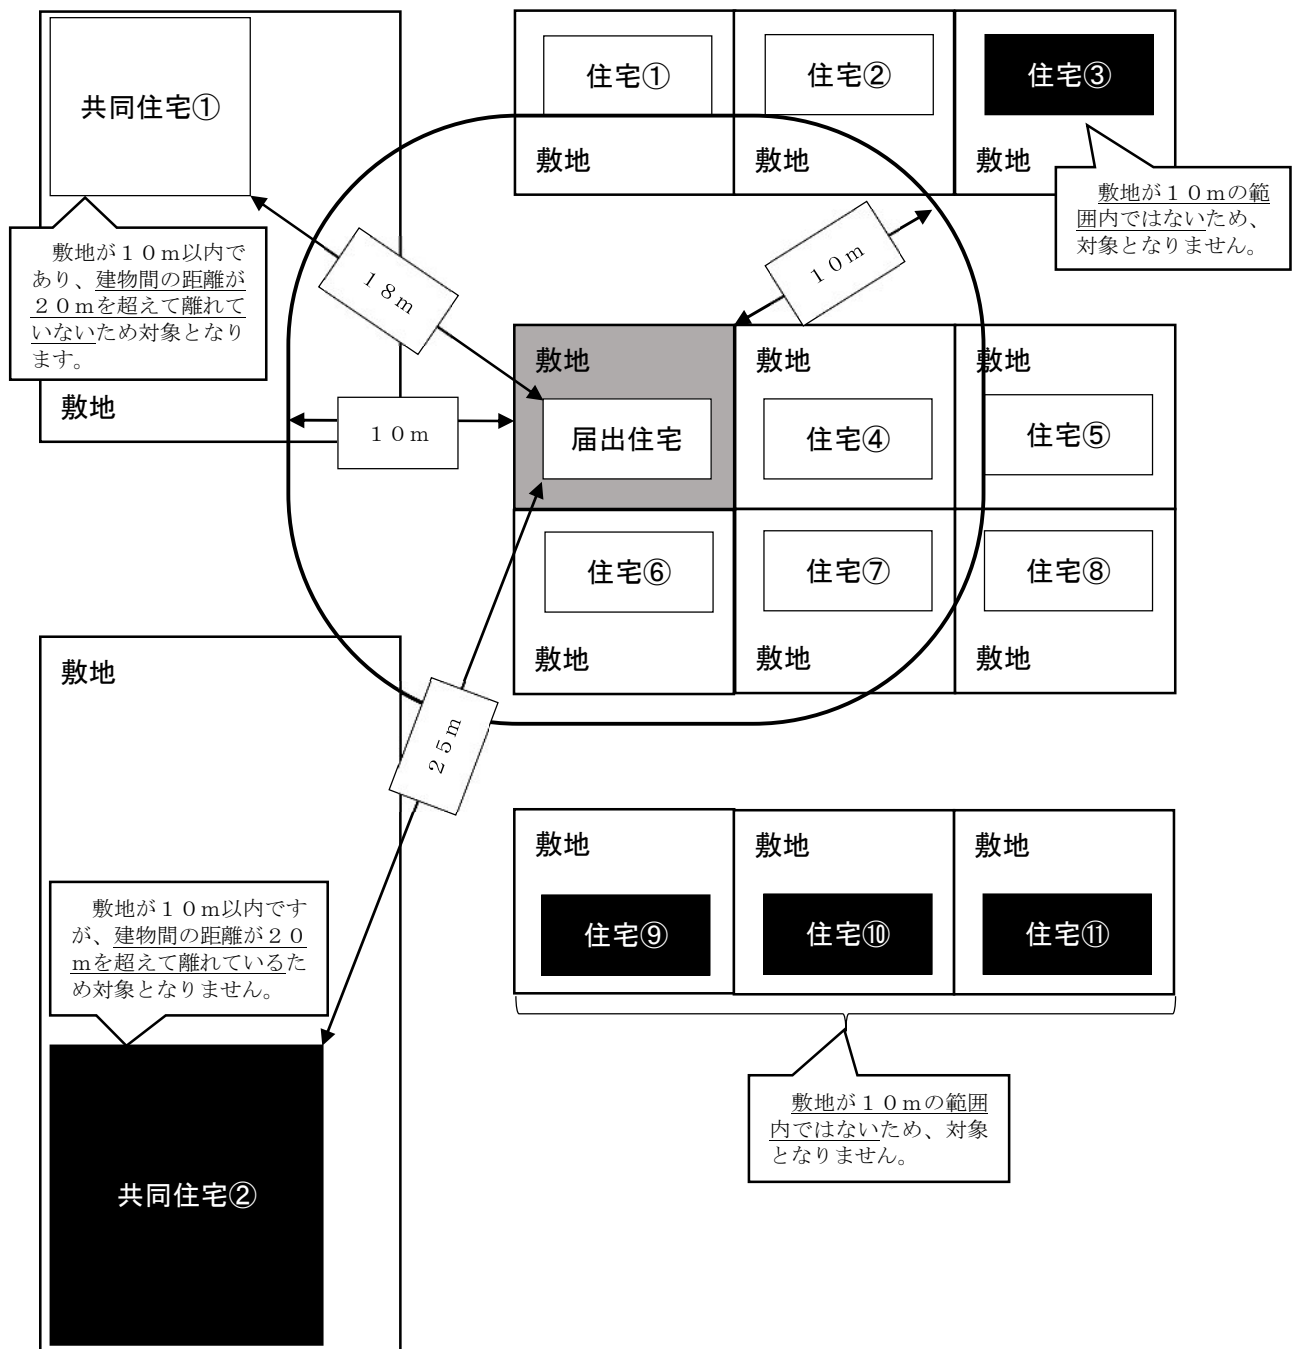 共同住宅①
住宅①
住宅②
住宅③
敷地
敷地
敷地
敷地が１０ｍの範
囲内ではないため、
対象となりません。
敷地が１０ｍ以内で
あり、建物間の距離が
２０ｍを超えて離れて
いないため対象となり
ます。
敷地
１８ｍ
１０ｍ
１０ｍ
敷地
届出住宅
敷地
住宅④
敷地
住宅⑤
住宅⑥
敷地
住宅⑦
敷地
住宅⑧
敷地
敷地
２５ｍ
敷地
住宅⑨
敷地
住宅⑩
敷地
住宅⑪
敷地が１０ｍ以内です
が、建物間の距離が２０
ｍを超えて離れているた
め対象となりません。
敷地が１０ｍの範囲
内ではないため、対象
となりません。
共同住宅②